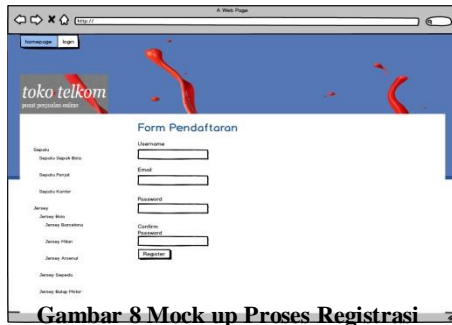 A Web Page
http://
homepage login
toko telkom
pusat penjualan online
Form Pendaftaran
Username
Email
Password
Confirm
Password
Register
Sepatu
Sepatu Sepak Bola
Sepatu Panjat
Sepatu Kantor
Jersey
Jersey Bola
Jersey Barcelona
Jersey Milan
Jersey Arsenal
Jersey Sepeda
Jersey Balap Motor
Gambar 8 Mock up Proses Registrasi